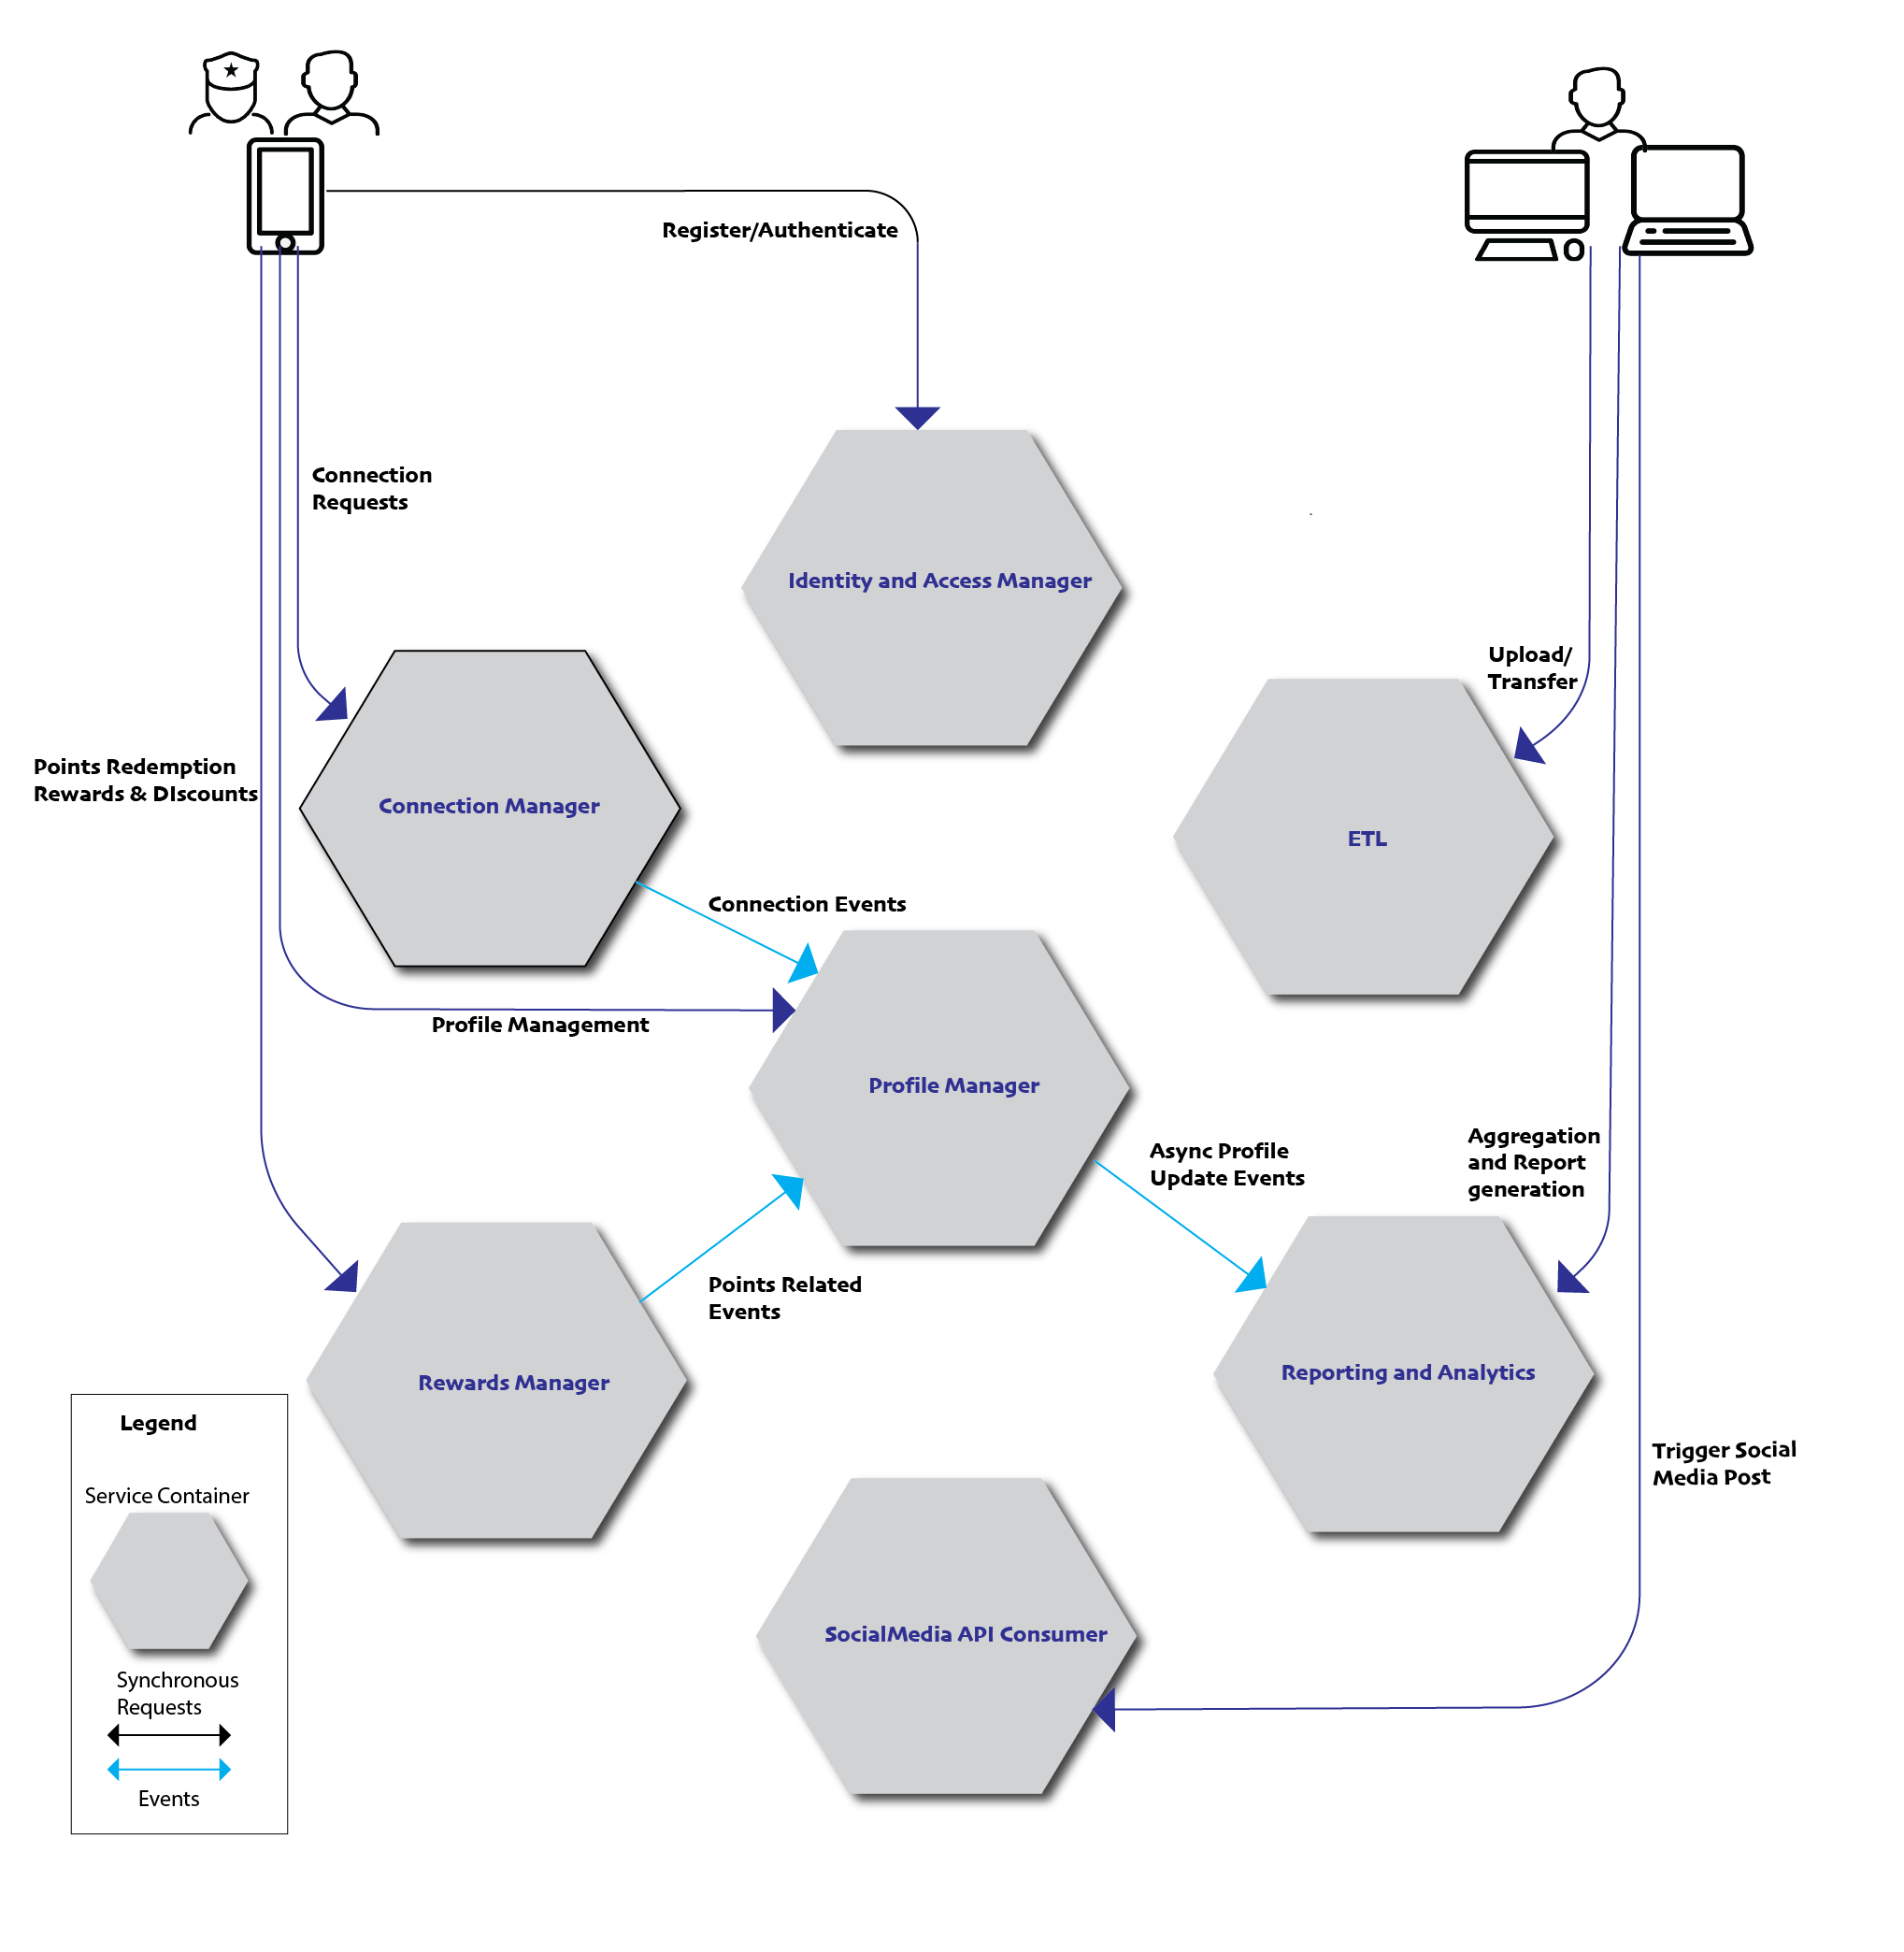 Register/Authenticate
Connection
Requests
Identity and Access Manager
Upload/
Transfer
Points Redemption
Rewards & DIscounts
Connection Manager
ETL
Connection Events
Profile Management
Profile Manager
Async Profile
Update Events
Aggregation
and Report
generation
Points Related
Events
Rewards Manager
Reporting and Analytics
Trigger Social
Media Post
SocialMedia API Consumer
Legend
Service Container
Synchronous
Requests
Events